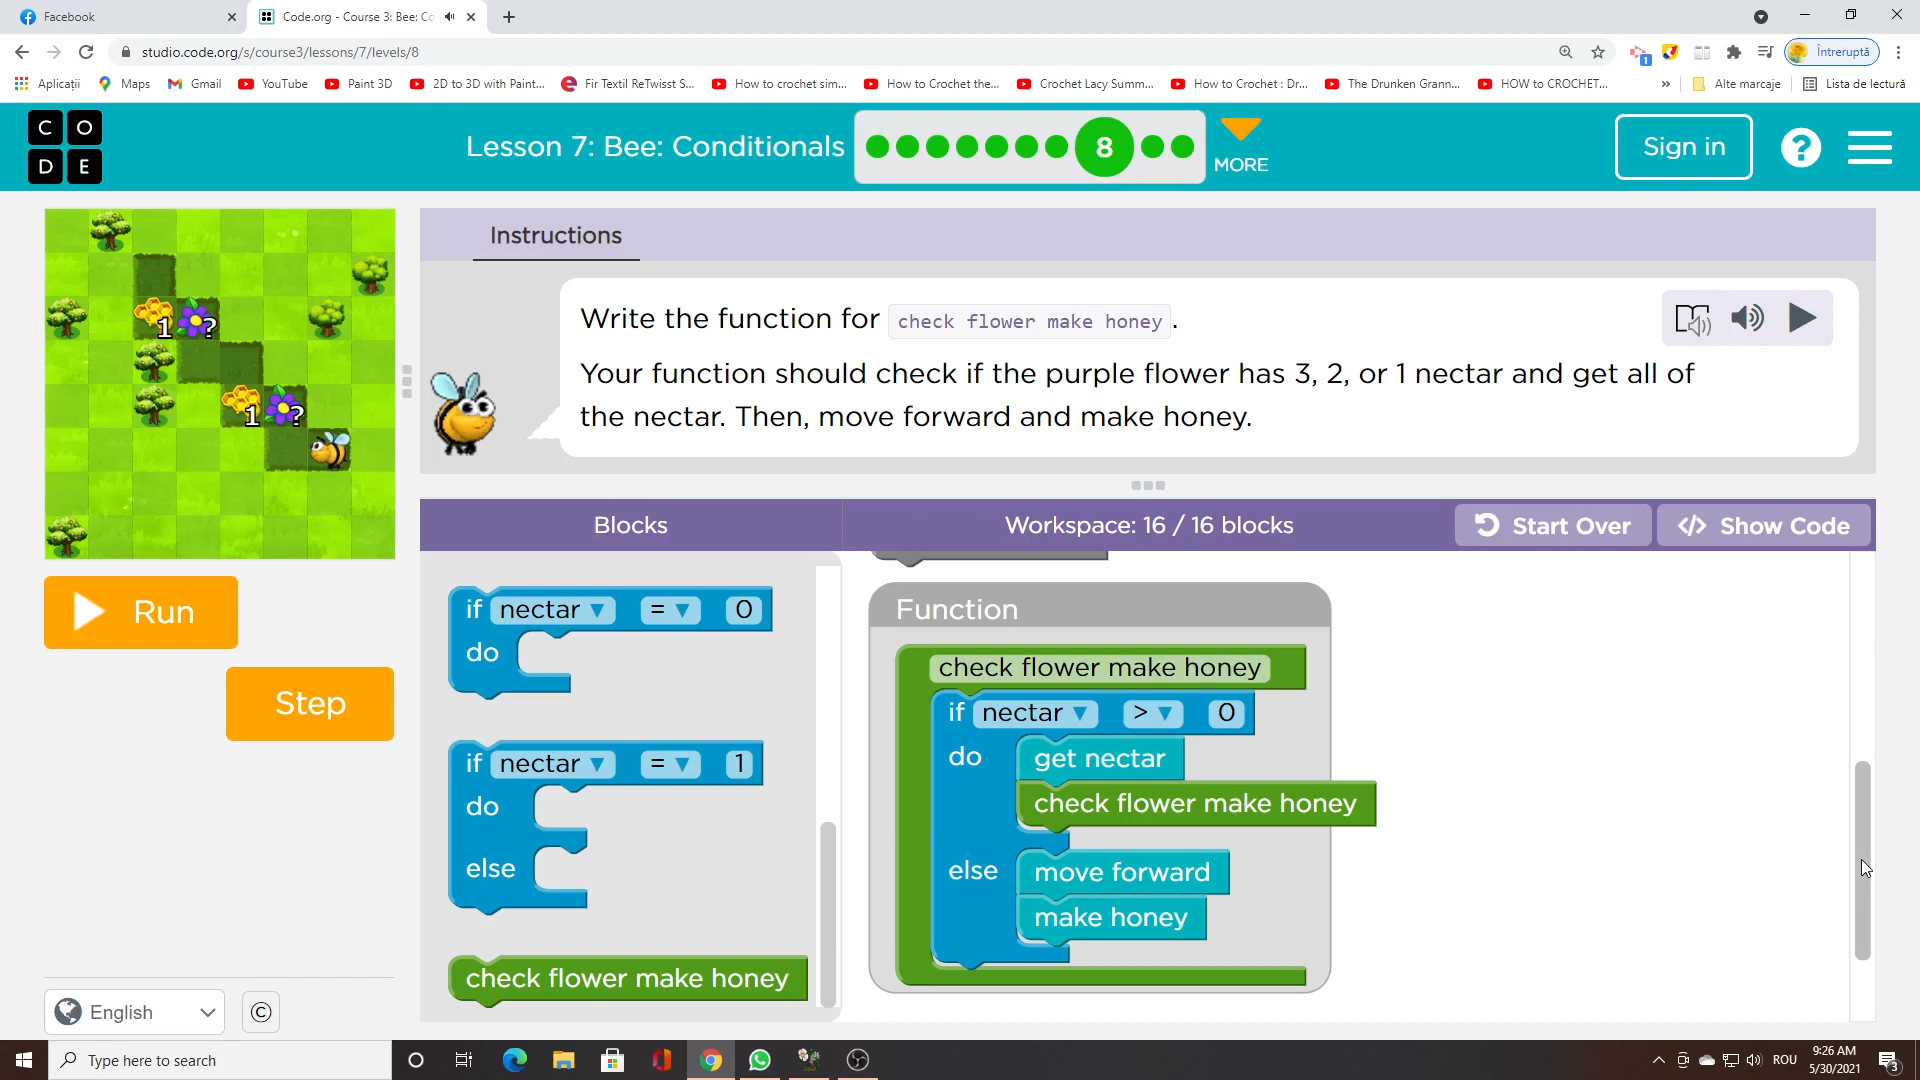 Facebook
Code.org - Course 3: Bee: Co
studio.code.org/s/course3/lessons/7/levels/8
1
Întreruptă
Aplicații
Maps
Gmail
YouTube
Paint 3D
2D to 3D with Paint...
Fir Textil ReTwisst S...
How to crochet sim...
How to Crochet the...
Crochet Lacy Summ...
How to Crochet : Dr...
The Drunken Grann...
HOW to CROCHET...
»
Alte marcaje
Lista de lectură
C O
D E
Lesson 7: Bee: Conditionals
8
MORE
Sign in
?
Instructions
Write the function for check flower make honey.
Your function should check if the purple flower has 3, 2, or 1 nectar and get all of
the nectar. Then, move forward and make honey.
1 ?
1 ?
Blocks
Workspace: 16 / 16 blocks
Start Over
</> Show Code
Run
Step
if nectar = 0
do
if nectar = 1
do
else
check flower make honey
Function
check flower make honey
if nectar > 0
do get nectar
check flower make honey
else move forward
make honey
English
©
Type here to search
ROU
9:26 AM
5/30/2021
3